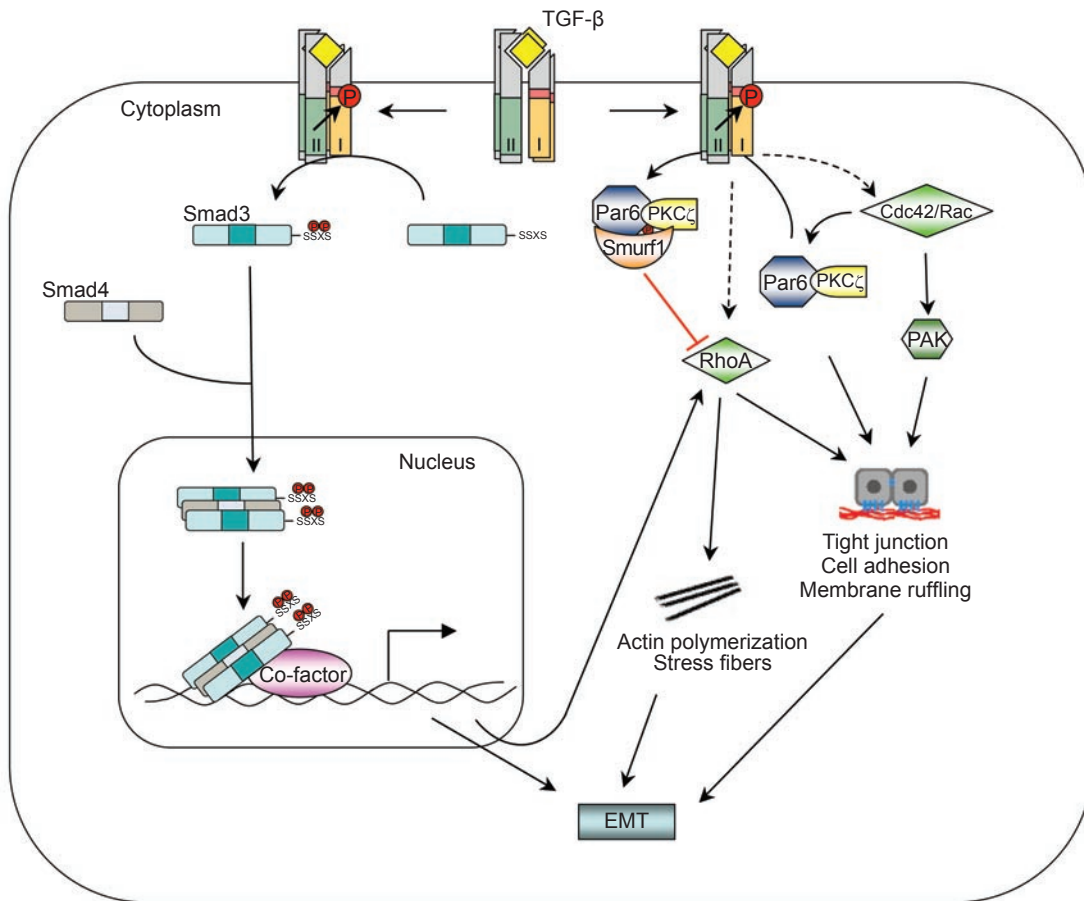 TGF-β
Cytoplasm
P
P
II
I
II
I
II
I
Smad3
P P
SSXS
SSXS
Par6
PKCζ
P
Smurf1
Cdc42/Rac
Par6
PKCζ
Smad4
PAK
RhoA
Nucleus
P P
SSXS
P P
SSXS
Tight junction
Cell adhesion
Membrane ruffling
P P
SSXS
P P
SSXS
Actin polymerization
Stress fibers
Co-factor
EMT